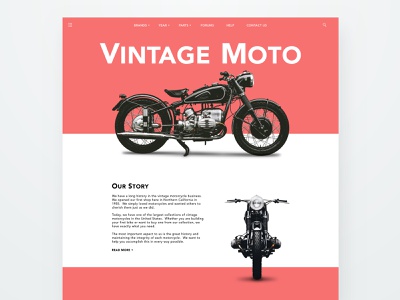 BRANDS GEAR PARTS FORUMS HELP CONTACT US
VINTAGE MOTO
OUR STORY
We have a long history in the vintage motorcycle business.
We opened our first shop here in Northern California in
1980. We simply loved motorcycles and wanted others to
cherish them just as we did.
Today, we have one of the largest collections of vintage
motorcycles in the United States. Whether you are building
your first bike or want to buy one from our collection, we
have exactly what you need.
The most important aspect to us is the great history and
maintaining the integrity of each motorcycle. We want to
help you accomplish this in every way possible.
READ MORE